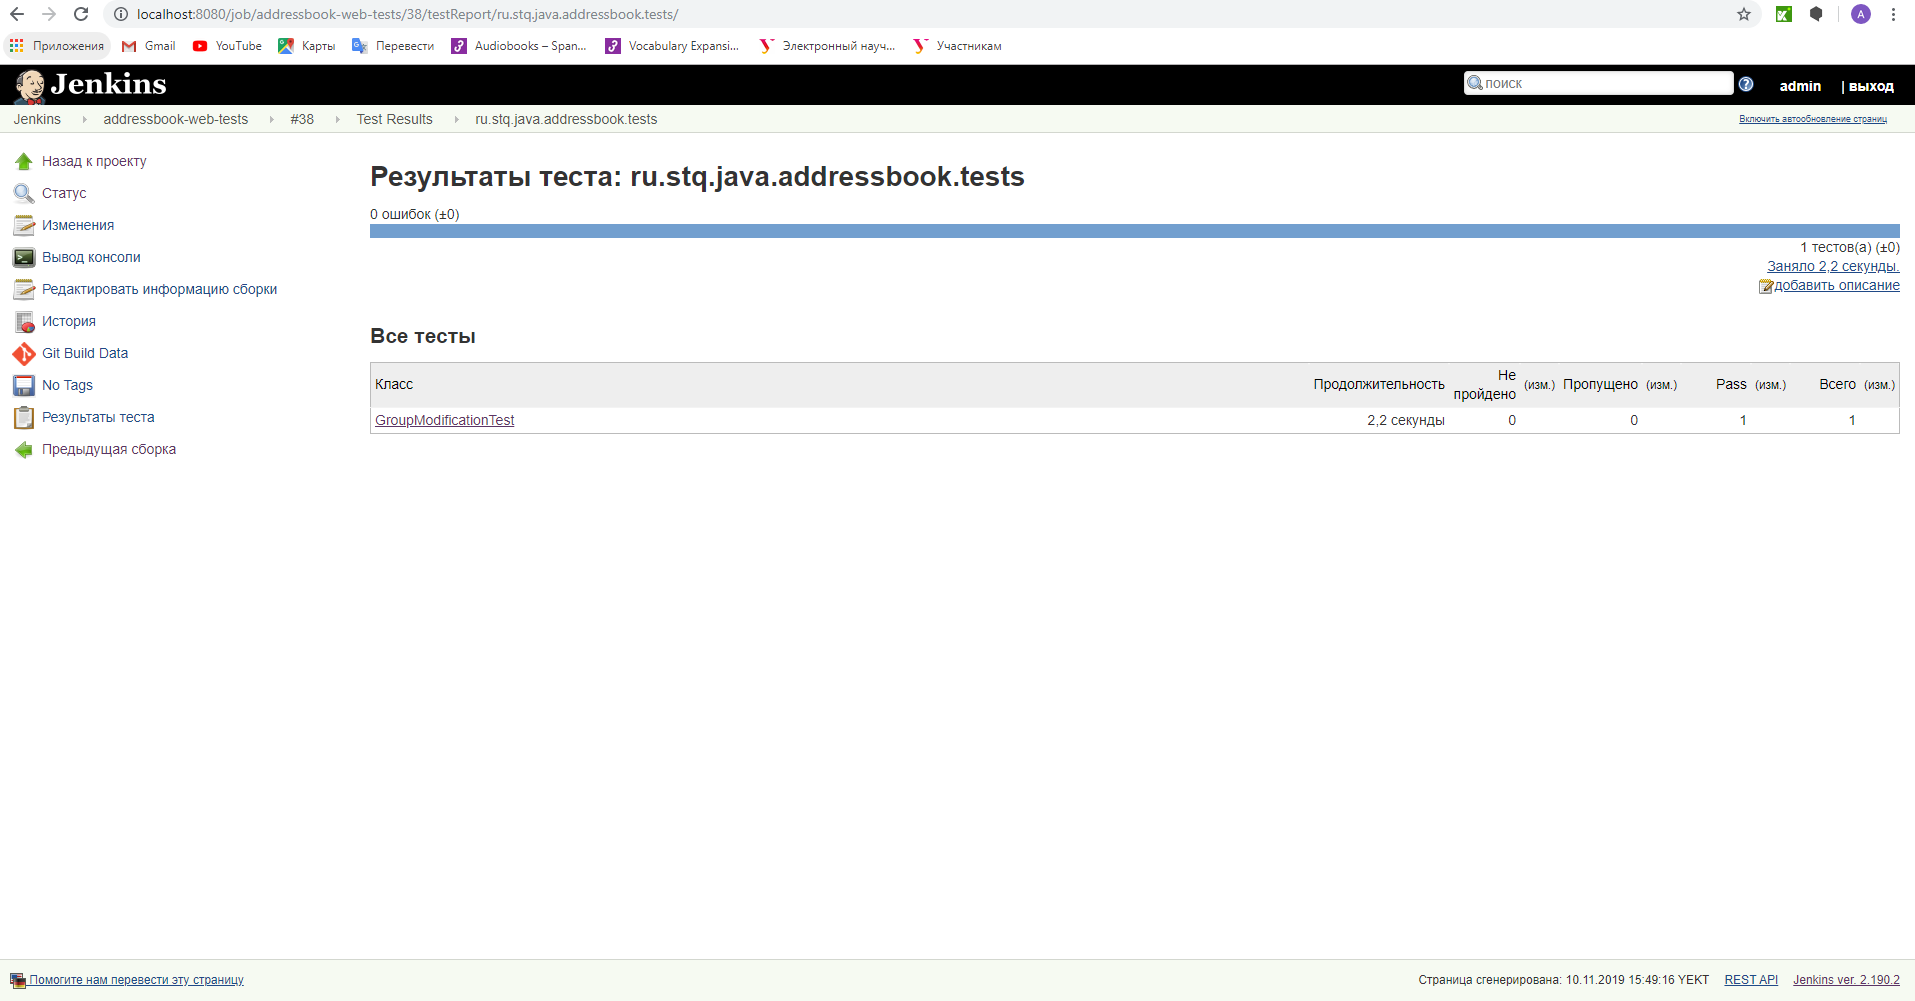 localhost:8080/job/addressbook-web-tests/38/testReport/ru.stq.java.addressbook.tests/
A
Приложения Gmail YouTube Карты Перевести Audiobooks – Span... Vocabulary Expansi... Электронный науч... Участникам
Jenkins поиск admin | выход
Jenkins addressbook-web-tests #38 Test Results ru.stq.java.addressbook.tests Включить автообновление страниц
Назад к проекту
Статус
Изменения
Вывод консоли
Редактировать информацию сборки
История
Git Build Data
No Tags
Результаты теста
Предыдущая сборка
Результаты теста: ru.stq.java.addressbook.tests
0 ошибок (±0)
1 тестов(а) (±0)
Заняло 2,2 секунды.
добавить описание
Все тесты
Класс Продолжительность Не пройдено (изм.) Пропущено (изм.) Pass (изм.) Всего (изм.)
GroupModificationTest 2,2 секунды 0 0 1 1
Помогите нам перевести эту страницу Страница сгенерирована: 10.11.2019 15:49:16 YEKT REST API Jenkins ver. 2.190.2